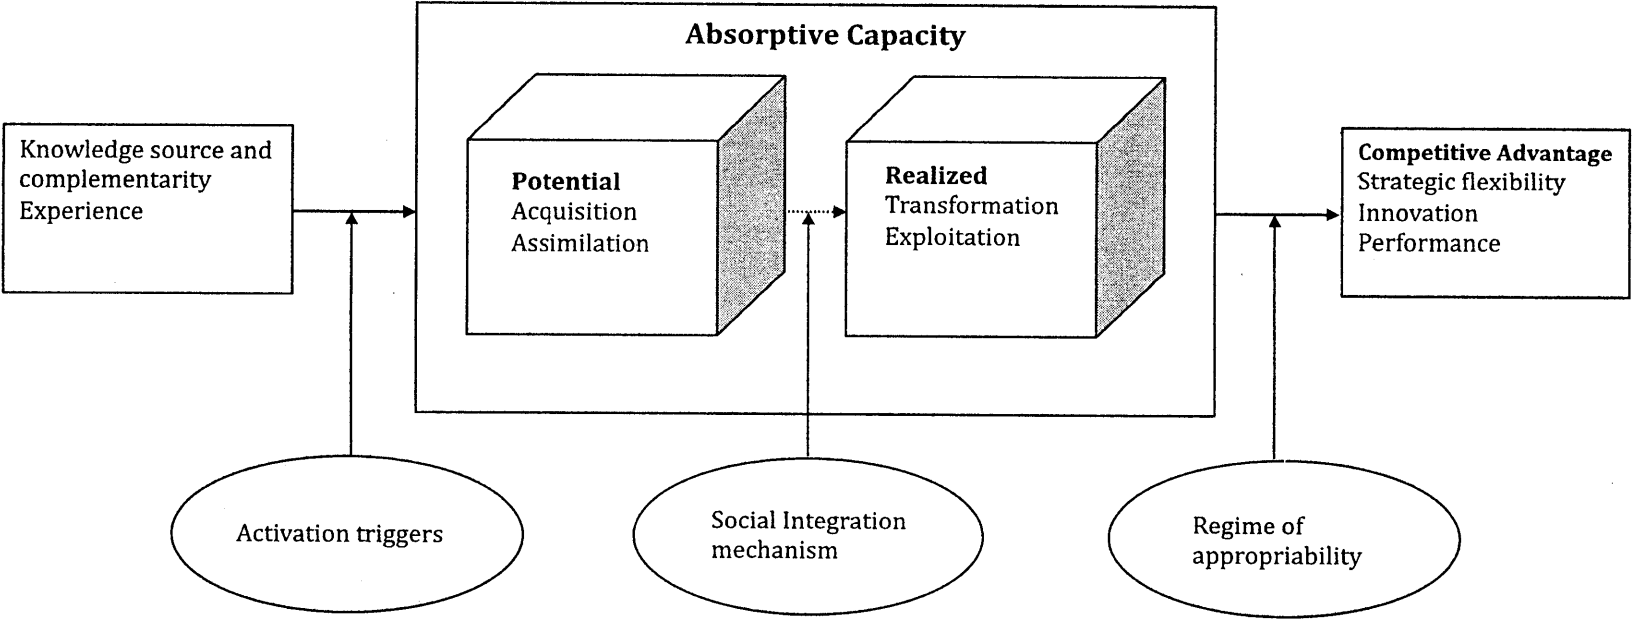 Absorptive Capacity
Knowledge source and
complementarity
Experience
Potential
Acquisition
Assimilation
Realized
Transformation
Exploitation
Competitive Advantage
Strategic flexibility
Innovation
Performance
Activation triggers
Social Integration
mechanism
Regime of
appropriability